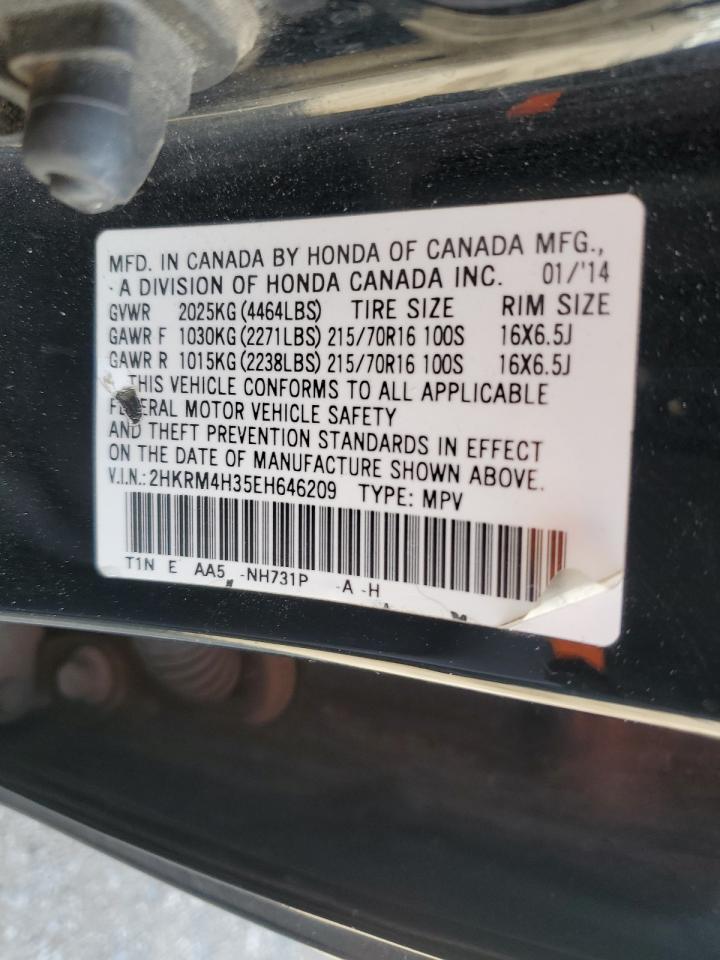 MFD. IN CANADA BY HONDA OF CANADA MFG.,
A DIVISION OF HONDA CANADA INC. 01/'14
GVWR 2025KG (4464LBS) TIRE SIZE RIM SIZE
GAWR F 1030KG (2271LBS) 215/70R16 100S 16X6.5J
GAWR R 1015KG (2238LBS) 215/70R16 100S 16X6.5J
THIS VEHICLE CONFORMS TO ALL APPLICABLE
FEDERAL MOTOR VEHICLE SAFETY
AND THEFT PREVENTION STANDARDS IN EFFECT
ON THE DATE OF MANUFACTURE SHOWN ABOVE.
V.I.N.: 2HKRM4H35EH646209 TYPE: MPV
T1N E AA5 -NH731P -A -H